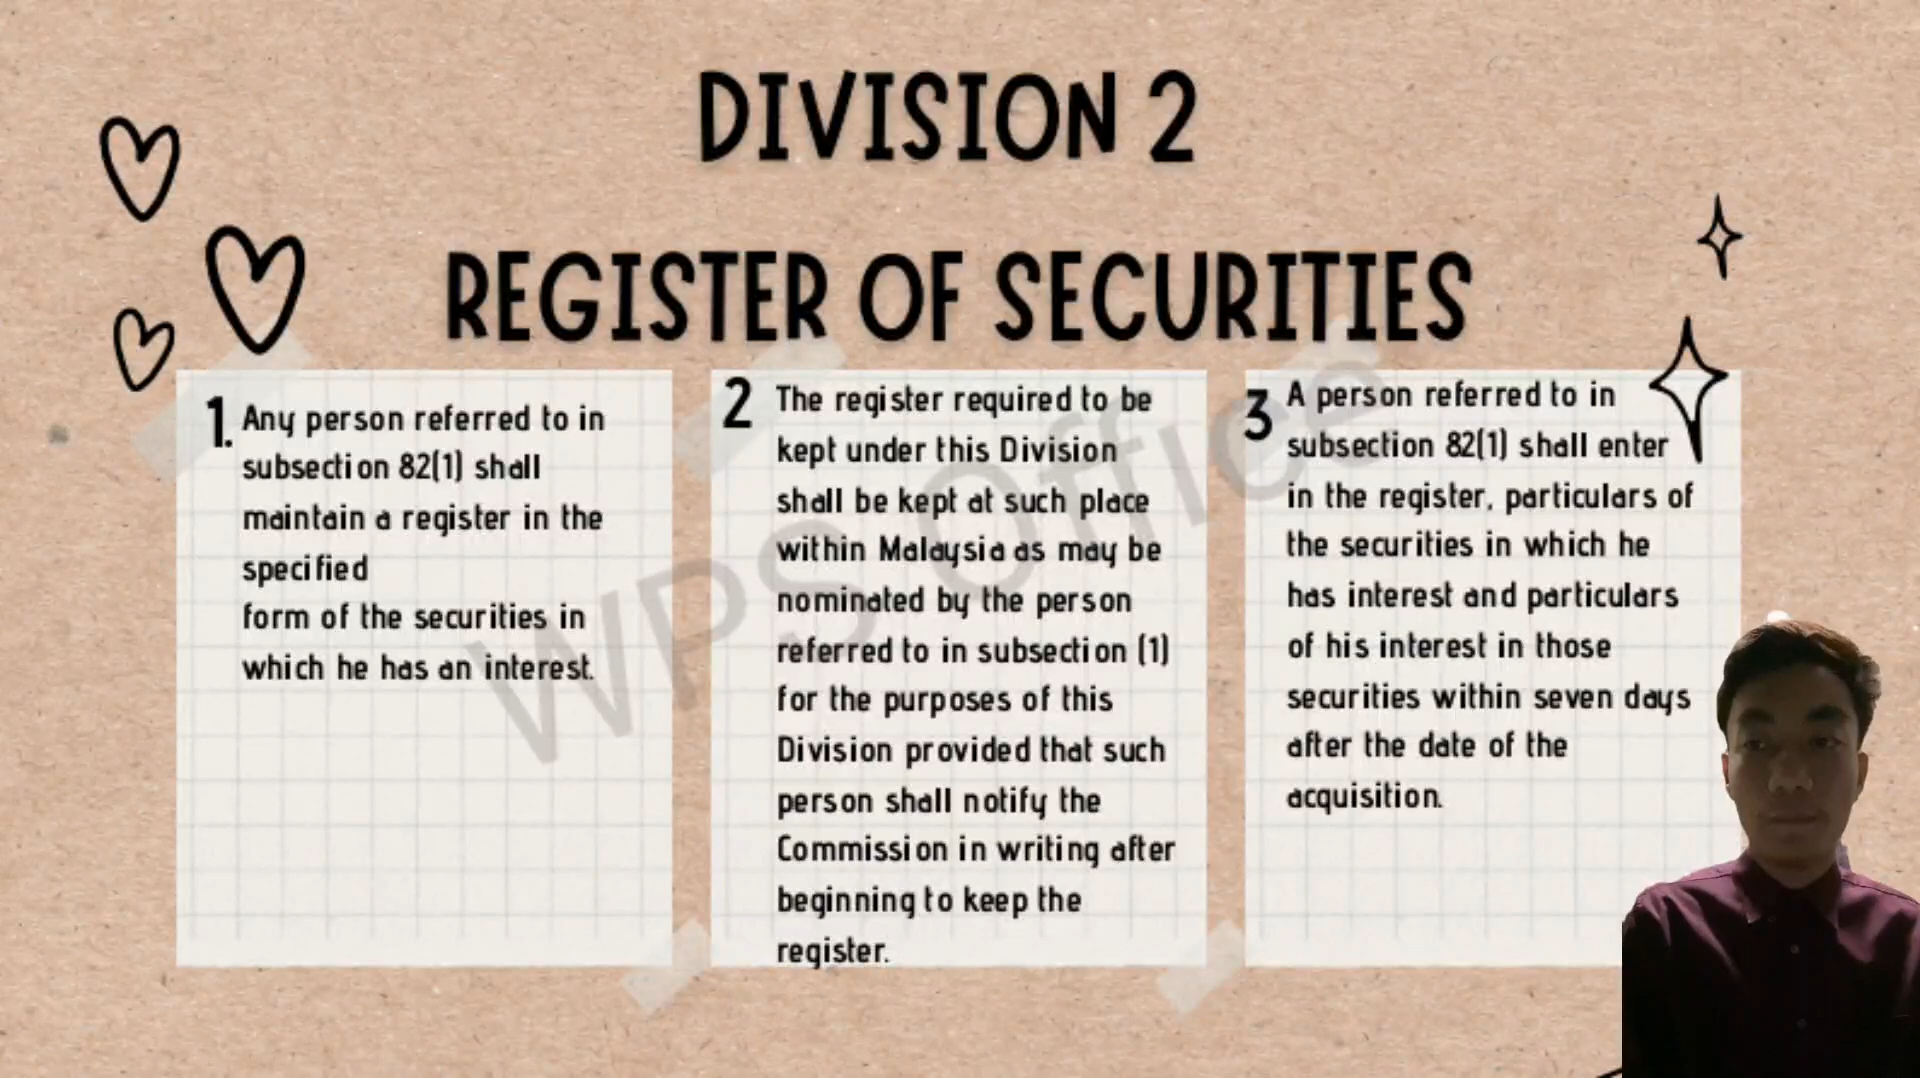 DIVISION 2
REGISTER OF SECURITIES
1. Any person referred to in
subsection 82(1) shall
maintain a register in the
specified
form of the securities in
which he has an interest.
2 The register required to be
kept under this Division
shall be kept at such place
within Malaysia as may be
nominated by the person
referred to in subsection (1)
for the purposes of this
Division provided that such
person shall notify the
Commission in writing after
beginning to keep the
register.
3 A person referred to in
subsection 82(1) shall enter
in the register, particulars of
the securities in which he
has interest and particulars
of his interest in those
securities within seven days
after the date of the
acquisition.
WPS Office